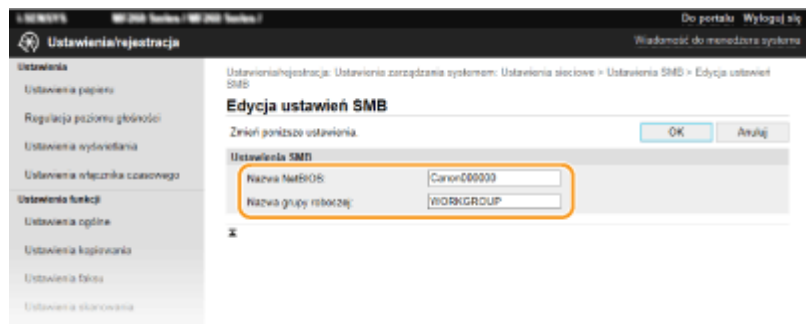 Do portalu Wyloguj się
Ustawienia/rejestracja
Wiadomość do menedżera systemu
Ustawienia
Ustawienia papieru
Regulacja poziomu głośności
Ustawienia wyświetlania
Ustawienia włącznika czasowego
Ustawienia funkcji
Ustawienia ogólne
Ustawienia kopiowania
Ustawienia faksu
Ustawienia skanowania
Ustawienia/rejestracja: Ustawienia zarządzania systemem: Ustawienia sieciowe > Ustawienia SMB > Edycja ustawień
SMB
Edycja ustawień SMB
Zmień poniższe ustawienia.
OK Anuluj
Ustawienia SMB
Nazwa NetBIOS: Canon000000
Nazwa grupy roboczej: WORKGROUP